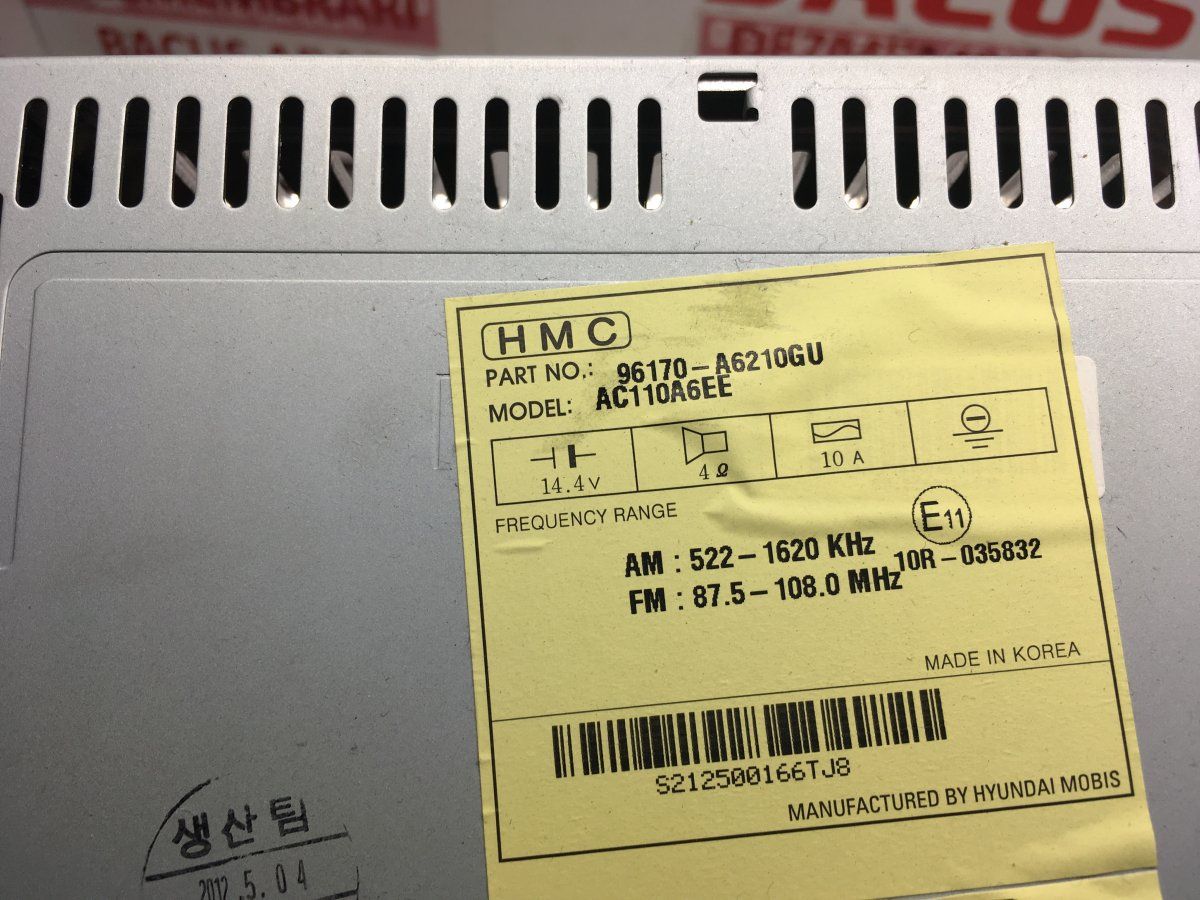 BACUS
HMC
PART NO.: 96170-A6210GU
MODEL: AC110A6EE
14.4V
4Ω
10 A
FREQUENCY RANGE
E11
AM : 522-1620 KHz
10R-035832
FM : 87.5-108.0 MHz
MADE IN KOREA
S212500166TJ8
MANUFACTURED BY HYUNDAI MOBIS
생산팀
2012.5.04